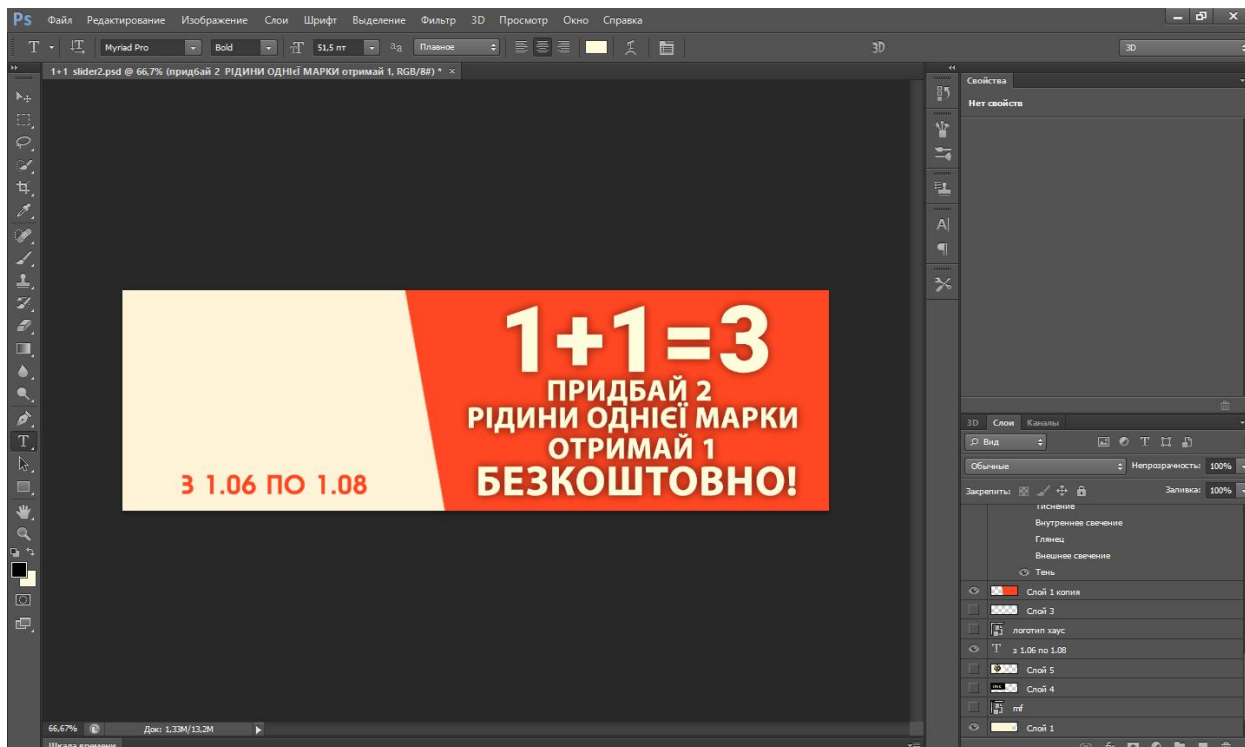 Ps Файл Редактирование Изображение Слои Шрифт Выделение Фильтр 3D Просмотр Окно Справка
T Myriad Pro Bold 51,5 пт Плавное 3D 3D
1+1 slider2.psd @ 66,7% (придбай 2 РІДИНИ ОДНІЄЇ МАРКИ отримай 1, RGB/8#) * ×
Свойства
Нет свойств
1+1=3
ПРИДБАЙ 2
РІДИНИ ОДНІЄЇ МАРКИ
ОТРИМАЙ 1
БЕЗКОШТОВНО!
З 1.06 ПО 1.08
3D Слои Каналы
Вид
Обычные Непрозрачность: 100%
Закрепить: Заливка: 100%
Тиснение
Внутреннее свечение
Глянец
Внешнее свечение
Тень
Слой 1 копия
Слой 3
логотип хаус
T з 1.06 по 1.08
Слой 5
Слой 4
mf
Слой 1
66,67% Док: 1,33M/13,2M
Шкала времени